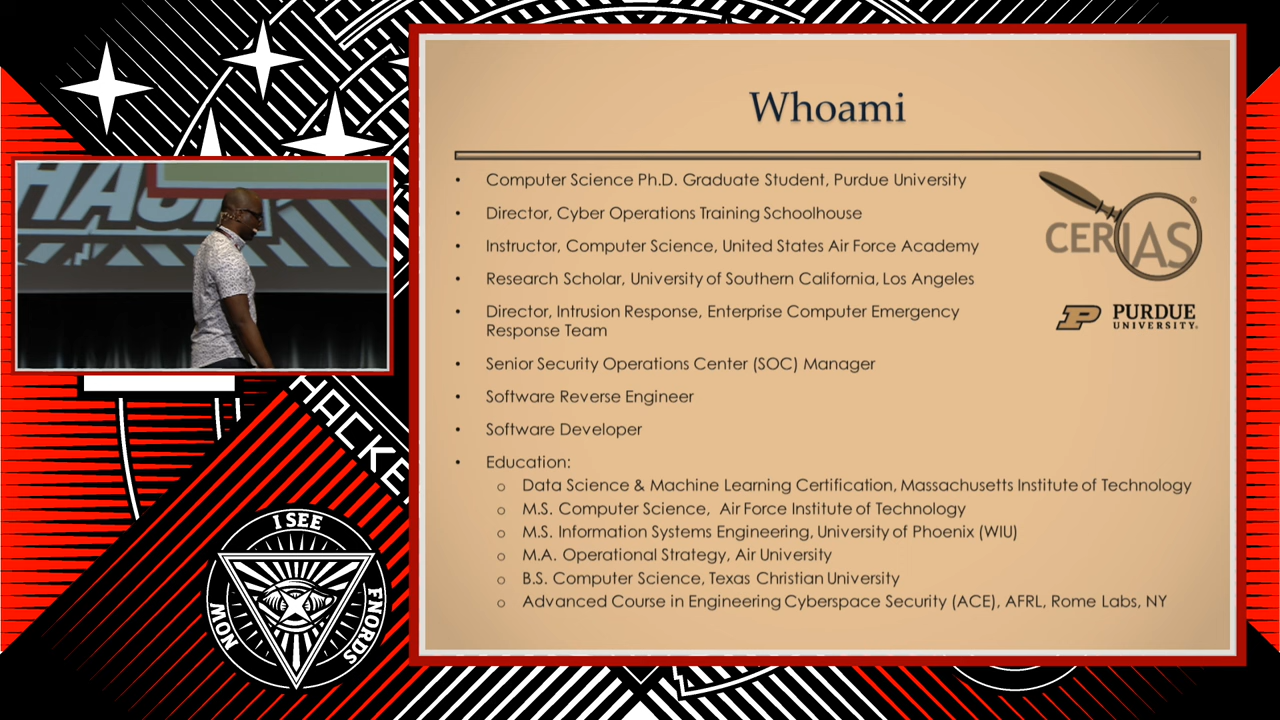 Whoami
Computer Science Ph.D. Graduate Student, Purdue University
Director, Cyber Operations Training Schoolhouse
Instructor, Computer Science, United States Air Force Academy
Research Scholar, University of Southern California, Los Angeles
Director, Intrusion Response, Enterprise Computer Emergency
Response Team
Senior Security Operations Center (SOC) Manager
Software Reverse Engineer
Software Developer
Education:
Data Science & Machine Learning Certification, Massachusetts Institute of Technology
M.S. Computer Science, Air Force Institute of Technology
M.S. Information Systems Engineering, University of Phoenix (WIU)
M.A. Operational Strategy, Air University
B.S. Computer Science, Texas Christian University
Advanced Course in Engineering Cyberspace Security (ACE), AFRL, Rome Labs, NY
CERIAS®
PURDUE
UNIVERSITY®
I SEE
FNORDS
NOW